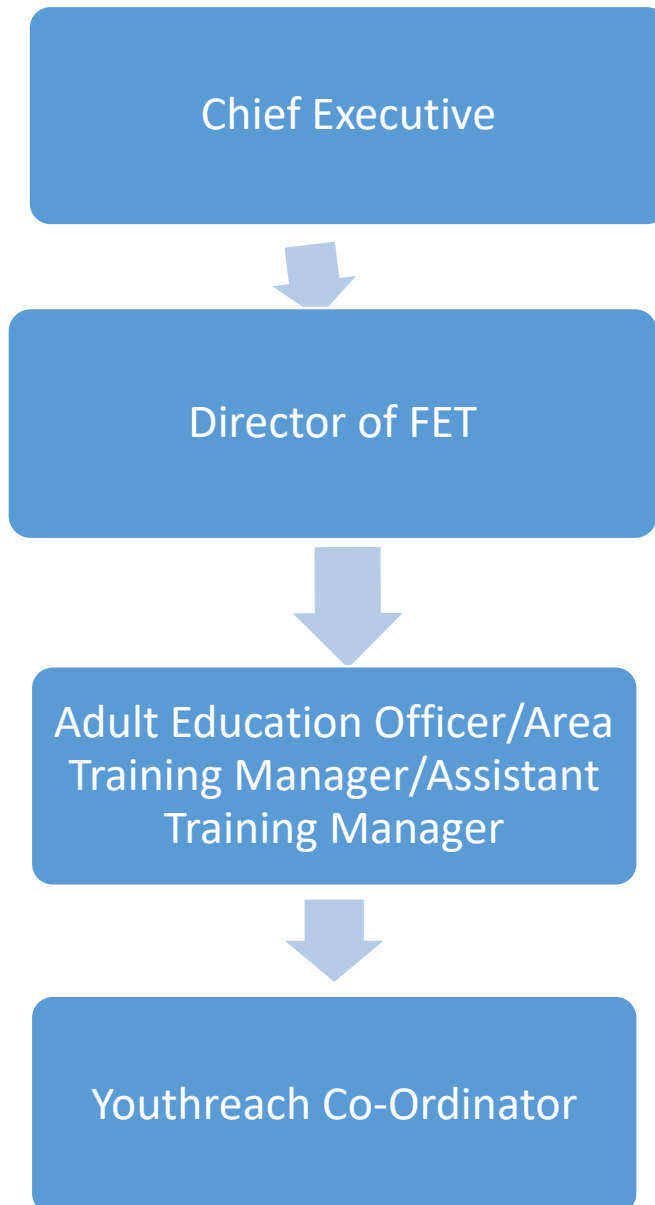 Chief Executive
Director of FET
Adult Education Officer/Area
Training Manager/Assistant
Training Manager
Youthreach Co-Ordinator